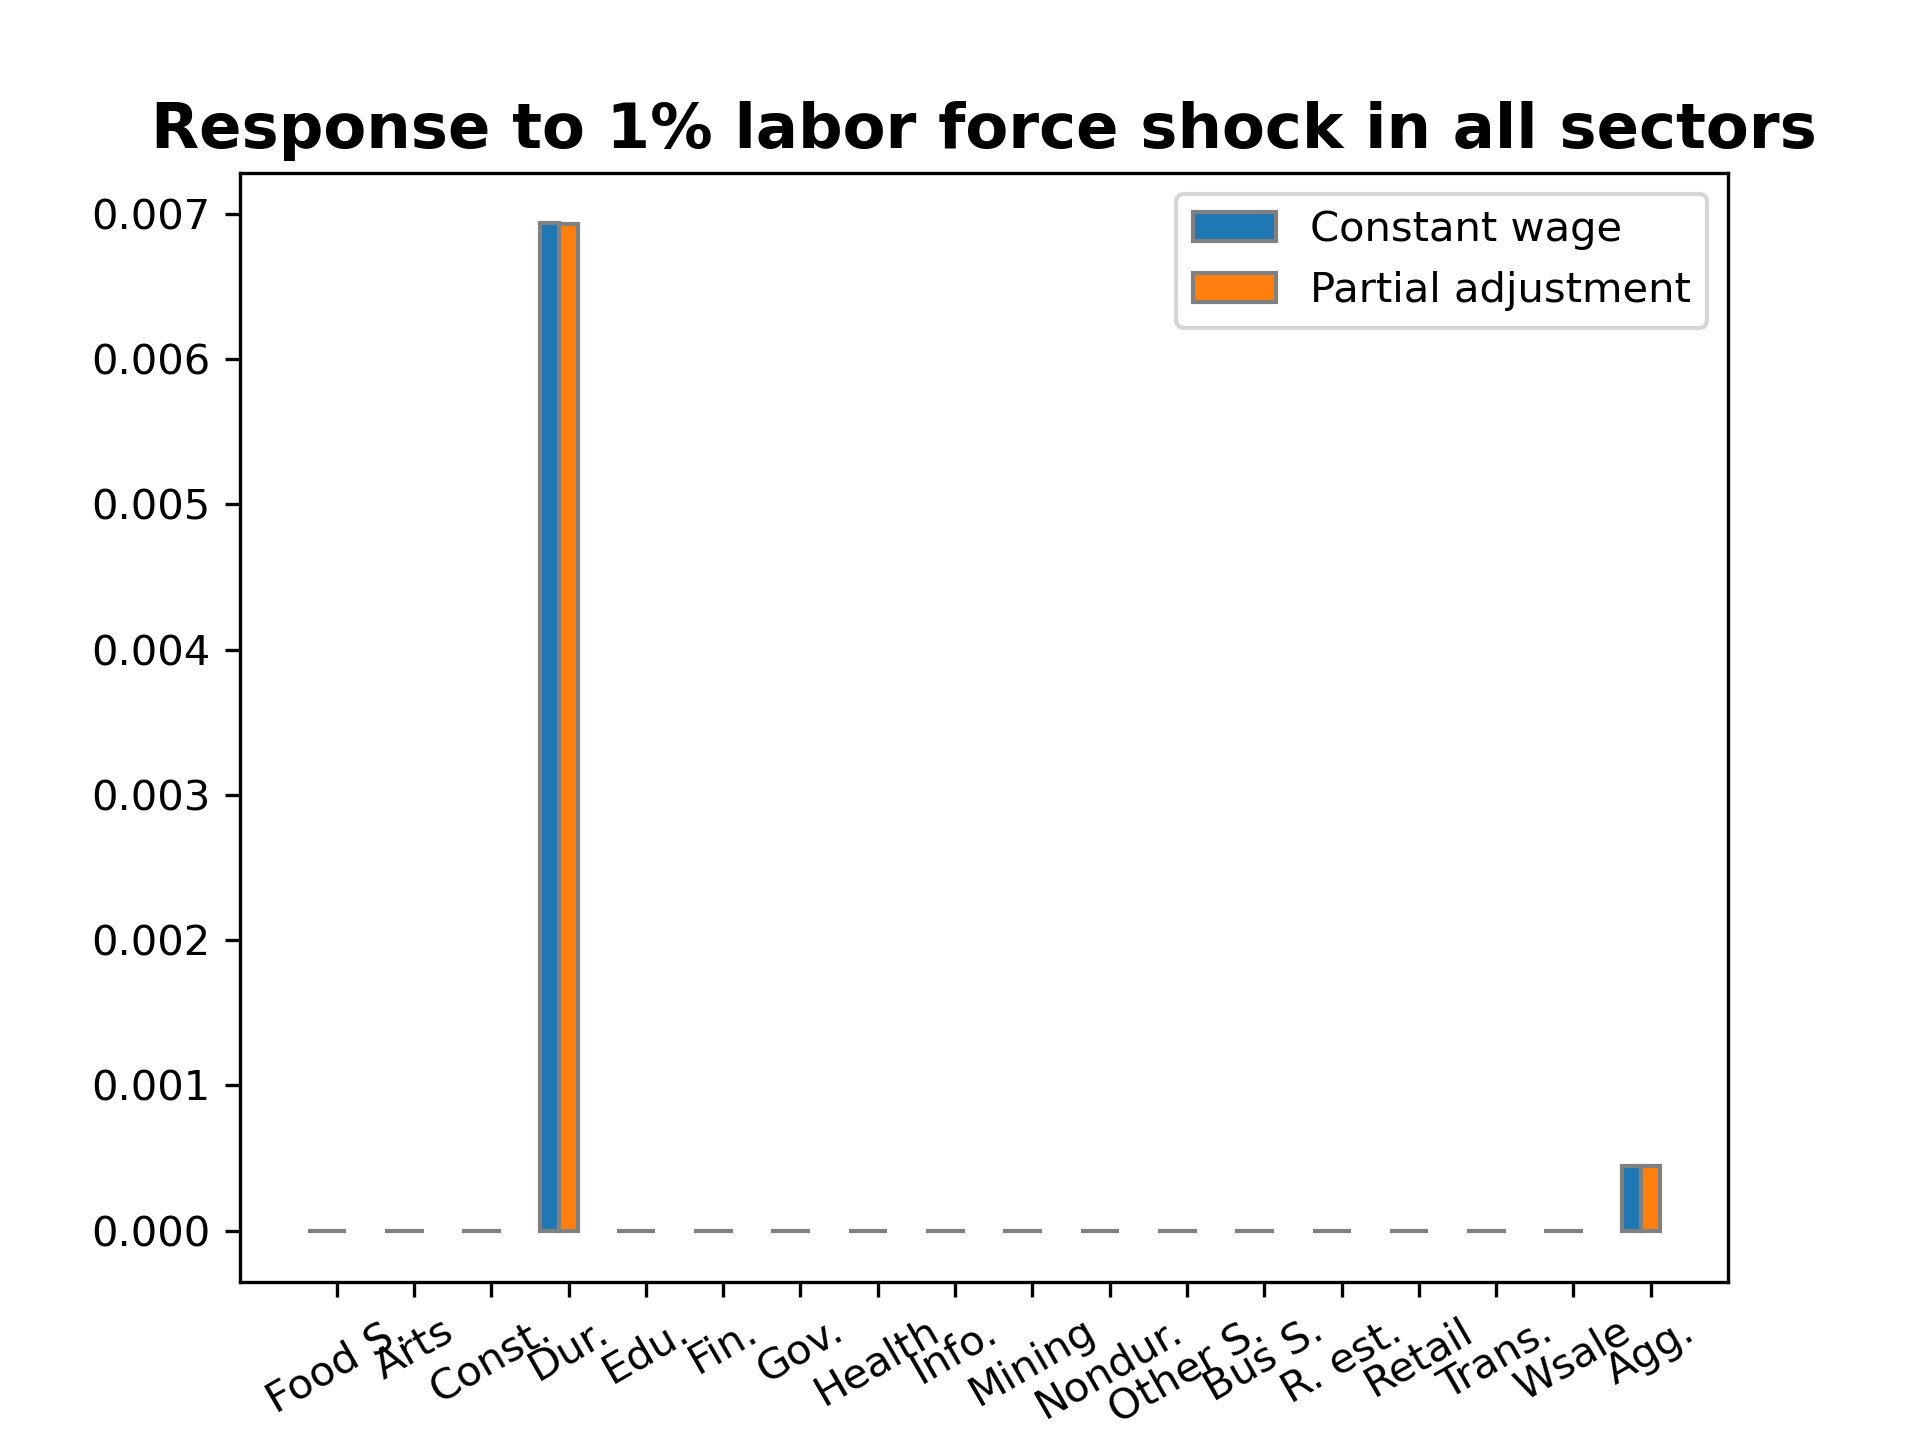 Response to 1% labor force shock in all sectors
Constant wage
Partial adjustment
0.007
0.006
0.005
0.004
0.003
0.002
0.001
0.000
Food S.
Arts
Const.
Dur.
Edu.
Fin.
Gov.
Health
Info.
Mining
Nondur.
Other S.
Bus S.
R. est.
Retail
Trans.
Wsale
Agg.